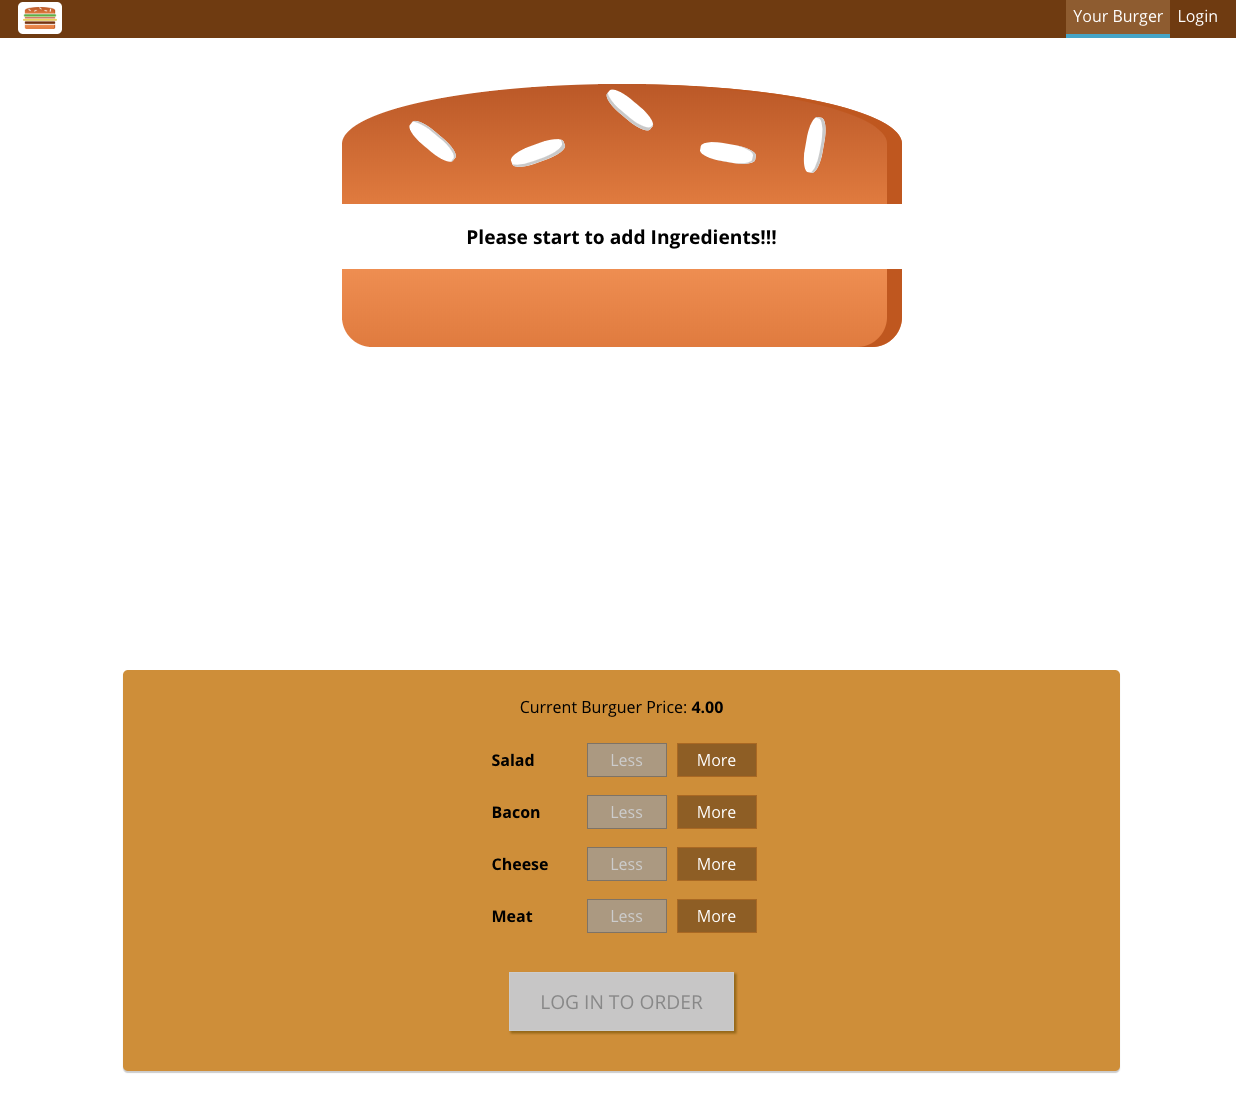 Your Burger Login
Please start to add Ingredients!!!
Current Burguer Price: 4.00
Salad Less More
Bacon Less More
Cheese Less More
Meat Less More
LOG IN TO ORDER